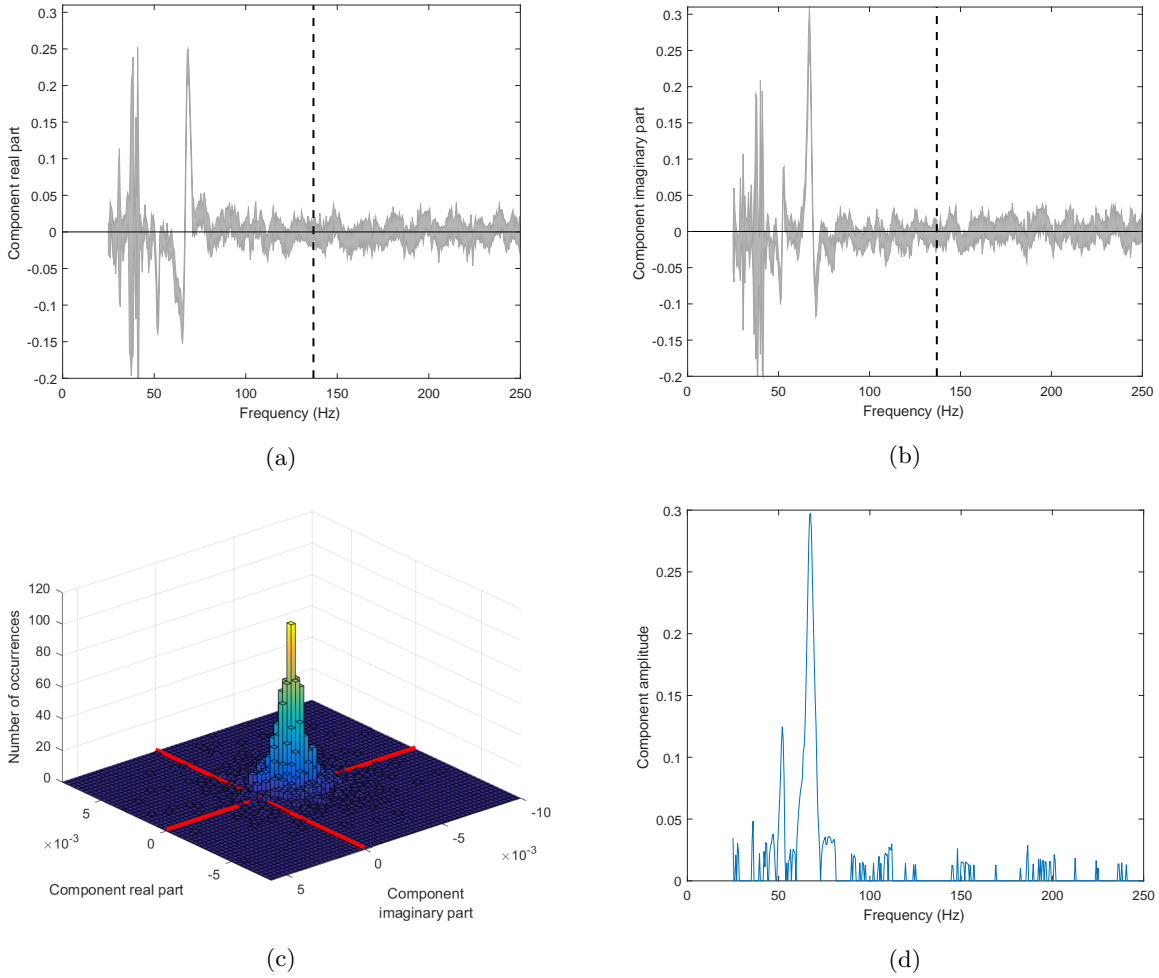 0.3
0.25
0.2
0.15
0.1
0.05
0
-0.05
-0.1
-0.15
-0.2
Component real part
0 50 100 150 200 250
Frequency (Hz)
(a)
0.3
0.25
0.2
0.15
0.1
0.05
0
-0.05
-0.1
-0.15
-0.2
Component imaginary part
0 50 100 150 200 250
Frequency (Hz)
(b)
120
100
80
60
40
20
0
Number of occurrences
5
×10-3
0
-5
Component real part
-10
-5
×10-3
0
5
Component
imaginary part
(c)
0.3
0.25
0.2
0.15
0.1
0.05
0
Component amplitude
0 50 100 150 200 250
Frequency (Hz)
(d)